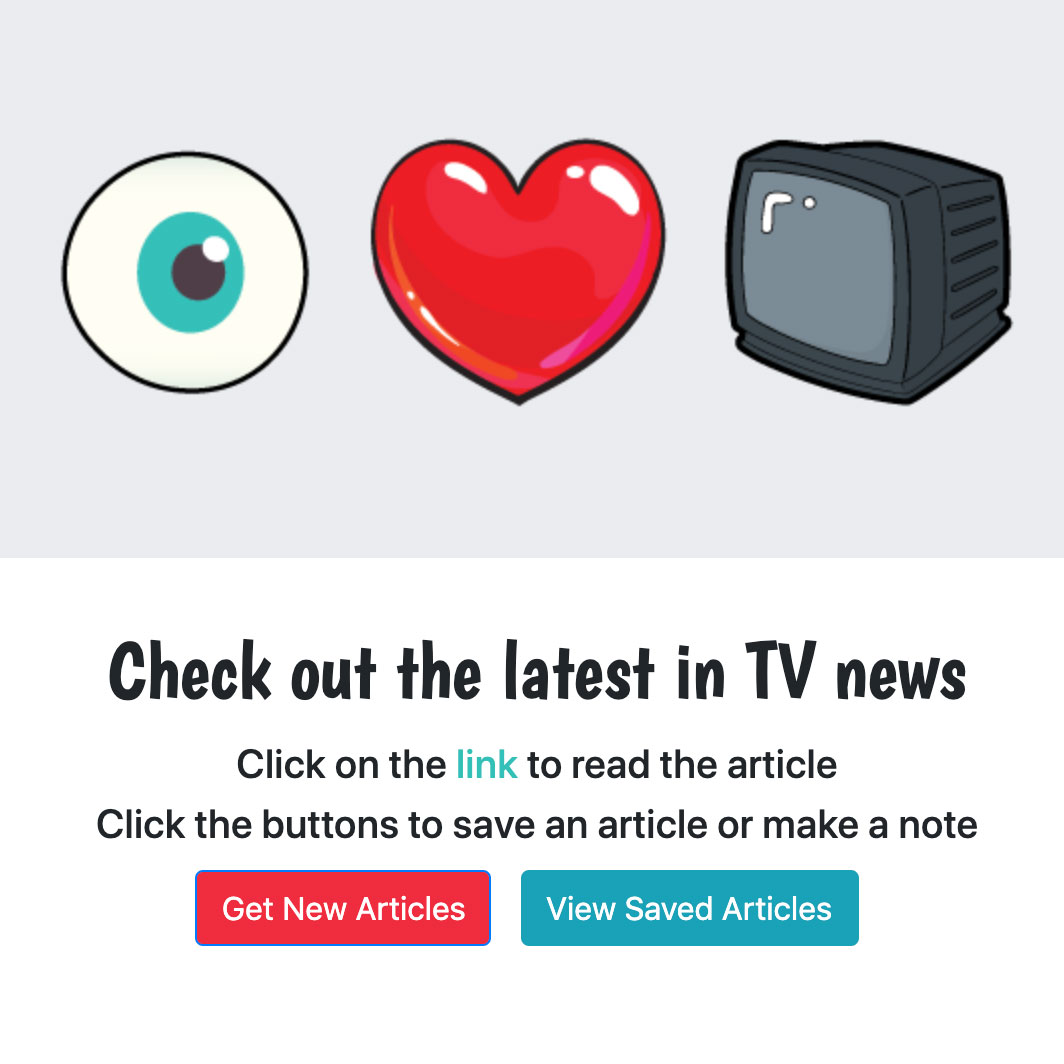 Check out the latest in TV news
Click on the link to read the article
Click the buttons to save an article or make a note
Get New Articles
View Saved Articles